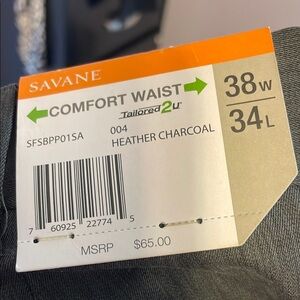 SAVANE
COMFORT WAIST
Tailored2u
38W
34L
SFSBPP01SA
004
HEATHER CHARCOAL
7 60925 22774 5
MSRP $65.00